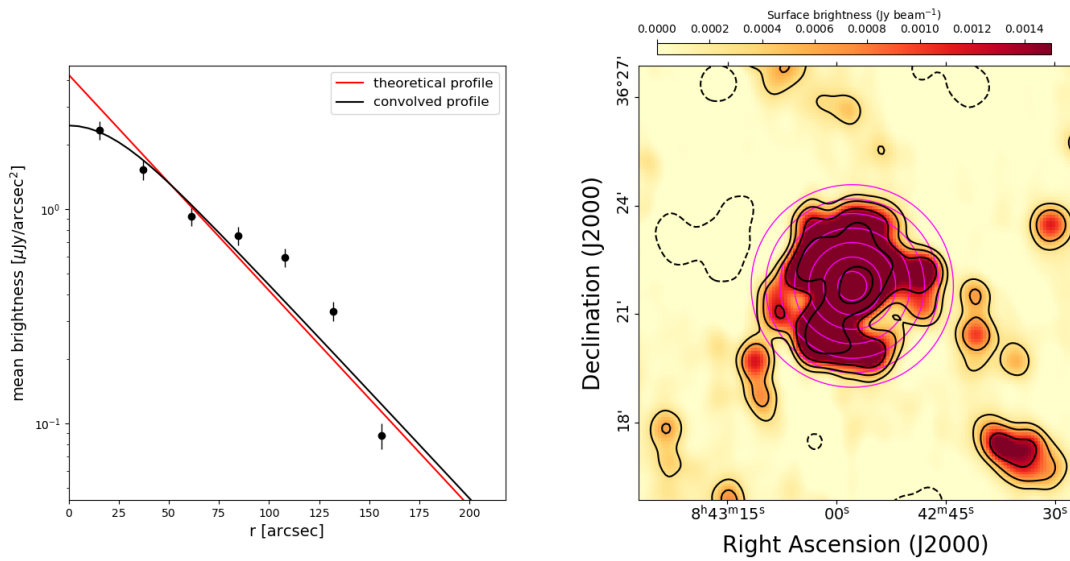 theoretical profile
convolved profile
mean brightness [μJy/arcsec²]
10⁰
10⁻¹
0 25 50 75 100 125 150 175 200
r [arcsec]
Surface brightness (Jy beam⁻¹)
0.0000 0.0002 0.0004 0.0006 0.0008 0.0010 0.0012 0.0014
Declination (J2000)
36°27'
24'
21'
18'
8ʰ43ᵐ15ˢ 00ˢ 42ᵐ45ˢ 30ˢ
Right Ascension (J2000)